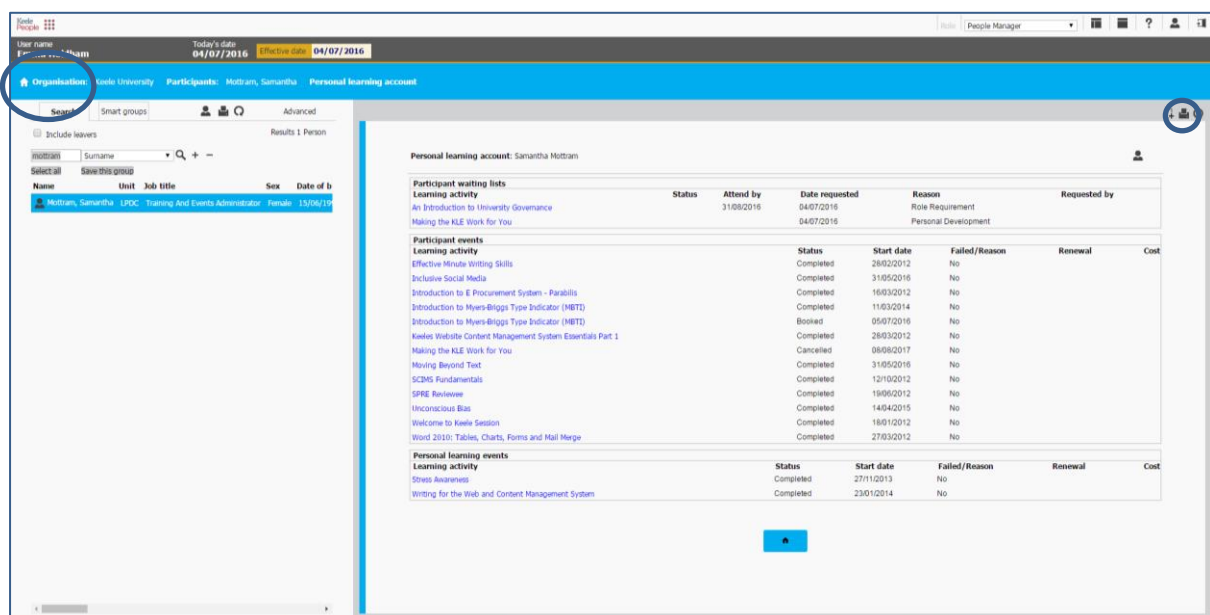 Keele People
Role People Manager ?
User name Today's date
04/07/2016 Effective date 04/07/2016
Organisation: Keele University Participants: Mottram, Samantha Personal learning account
Search Smart groups Advanced
Include leavers Results 1 Person
mottram Surname + −
Select all Save this group
Name Unit Job title Sex Date of b
Mottram, Samantha LPDC Training And Events Administrator Female 15/06/19
Personal learning account: Samantha Mottram
Participant waiting lists
Learning activity Status Attend by Date requested Reason Requested by
An Introduction to University Governance 31/08/2016 04/07/2016 Role Requirement
Making the KLE Work for You 04/07/2016 Personal Development
Participant events
Learning activity Status Start date Failed/Reason Renewal Cost
Effective Minute Writing Skills Completed 28/02/2012 No
Inclusive Social Media Completed 31/05/2016 No
Introduction to E Procurement System - Parabilis Completed 16/03/2012 No
Introduction to Myers-Briggs Type Indicator (MBTI) Completed 11/03/2014 No
Introduction to Myers-Briggs Type Indicator (MBTI) Booked 05/07/2016 No
Keeles Website Content Management System Essentials Part 1 Completed 28/03/2012 No
Making the KLE Work for You Cancelled 08/08/2017 No
Moving Beyond Text Completed 31/05/2016 No
SCIMS Fundamentals Completed 12/10/2012 No
SPRE Reviewee Completed 19/06/2012 No
Unconscious Bias Completed 14/04/2015 No
Welcome to Keele Session Completed 18/01/2012 No
Word 2010: Tables, Charts, Forms and Mail Merge Completed 27/03/2012 No
Personal learning events
Learning activity Status Start date Failed/Reason Renewal Cost
Stress Awareness Completed 27/11/2013 No
Writing for the Web and Content Management System Completed 23/01/2014 No